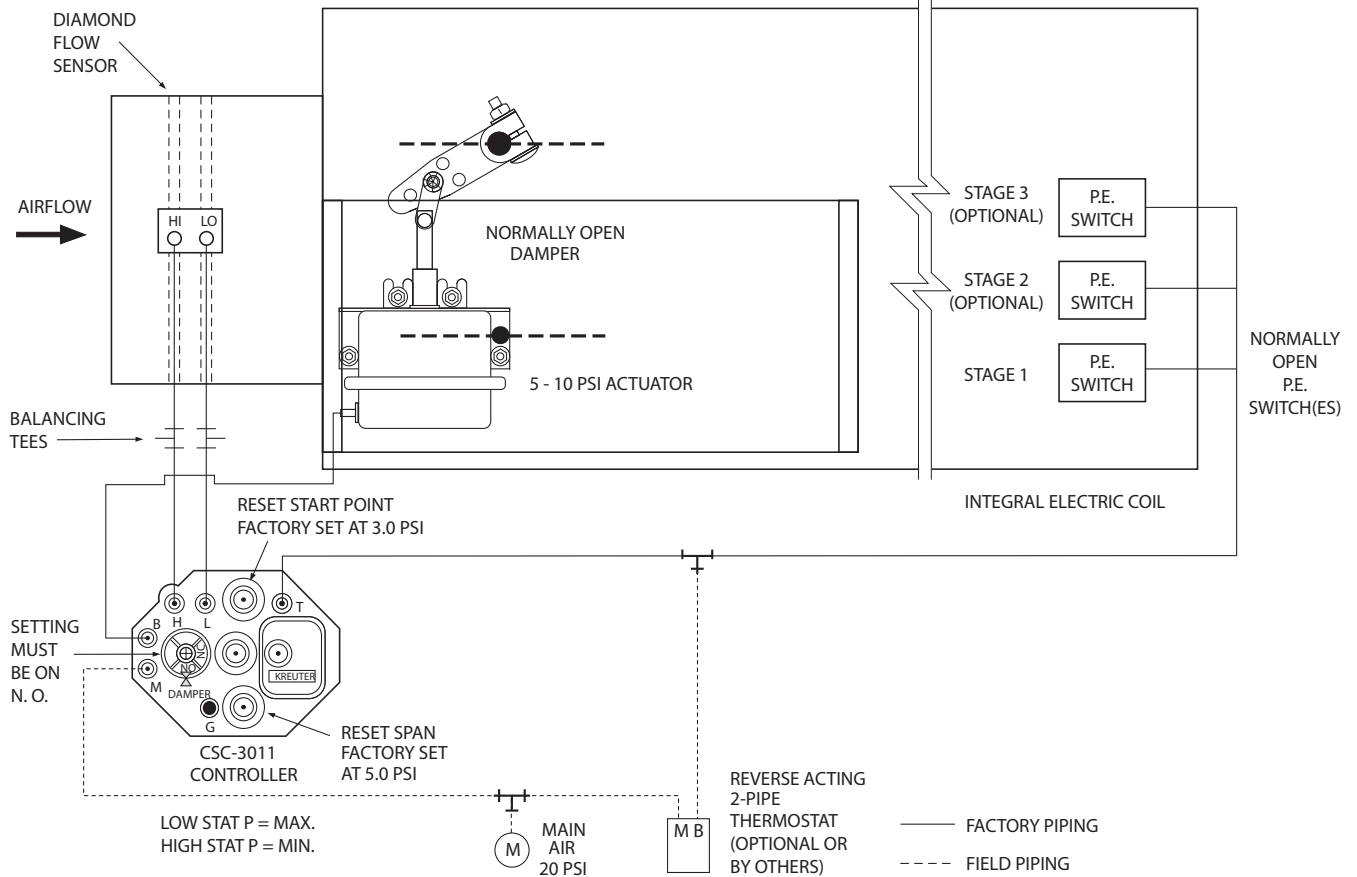 DIAMOND
FLOW
SENSOR
AIRFLOW
HI
LO
NORMALLY OPEN
DAMPER
5 - 10 PSI ACTUATOR
STAGE 3
(OPTIONAL)
P.E.
SWITCH
STAGE 2
(OPTIONAL)
P.E.
SWITCH
STAGE 1
P.E.
SWITCH
NORMALLY
OPEN
P.E.
SWITCH(ES)
INTEGRAL ELECTRIC COIL
BALANCING
TEES
RESET START POINT
FACTORY SET AT 3.0 PSI
SETTING
MUST
BE ON
N. O.
B
H
L
T
M
NC
NO
DAMPER
G
KREUTER
CSC-3011
CONTROLLER
RESET SPAN
FACTORY SET
AT 5.0 PSI
LOW STAT P = MAX.
HIGH STAT P = MIN.
M
MAIN
AIR
20 PSI
M B
REVERSE ACTING
2-PIPE
THERMOSTAT
(OPTIONAL OR
BY OTHERS)
FACTORY PIPING
FIELD PIPING